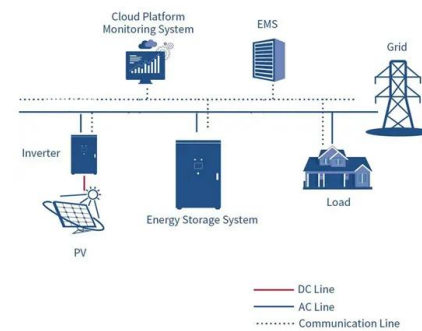 Cloud Platform
Monitoring System
EMS
Grid
Inverter
Energy Storage System
Load
PV
DC Line
AC Line
Communication Line